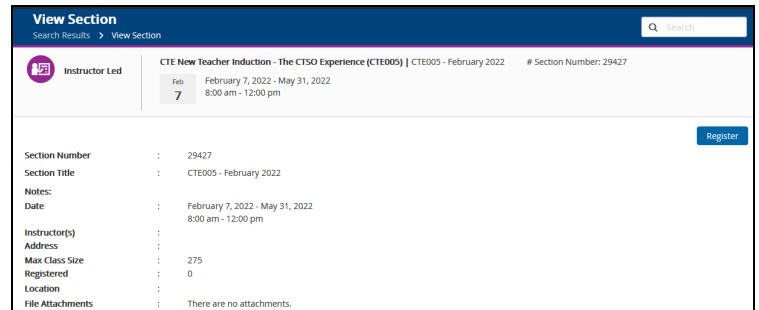 View Section
Search Results > View Section
Search
Instructor Led
CTE New Teacher Induction - The CTSO Experience (CTE005) | CTE005 - February 2022 # Section Number: 29427
Feb
7
February 7, 2022 - May 31, 2022
8:00 am - 12:00 pm
Register
Section Number : 29427
Section Title : CTE005 - February 2022
Notes:
Date : February 7, 2022 - May 31, 2022
8:00 am - 12:00 pm
Instructor(s) :
Address :
Max Class Size : 275
Registered : 0
Location :
File Attachments : There are no attachments.